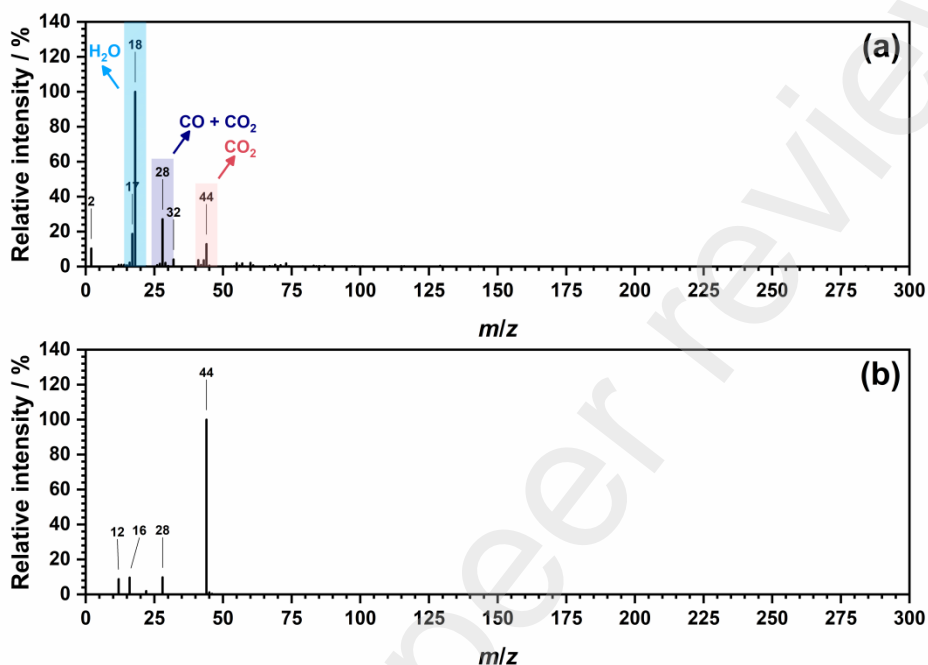 (a)
Relative intensity / %
140
120
100
80
60
40
20
0
H₂O
18
CO + CO₂
CO₂
2
17
28
32
44
0 25 50 75 100 125 150 175 200 225 250 275 300
m/z
(b)
Relative intensity / %
140
120
100
80
60
40
20
0
44
12 16 28
0 25 50 75 100 125 150 175 200 225 250 275 300
m/z
peer review